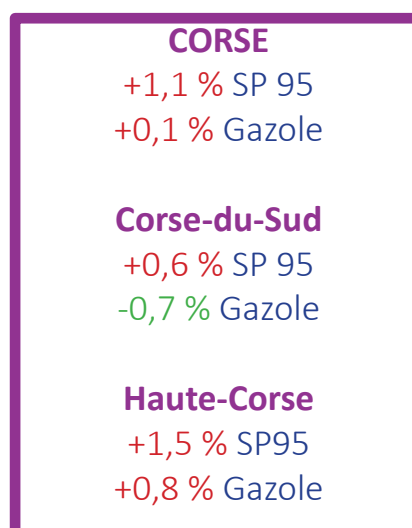 CORSE
+1,1 % SP 95
+0,1 % Gazole
Corse-du-Sud
+0,6 % SP 95
-0,7 % Gazole
Haute-Corse
+1,5 % SP95
+0,8 % Gazole